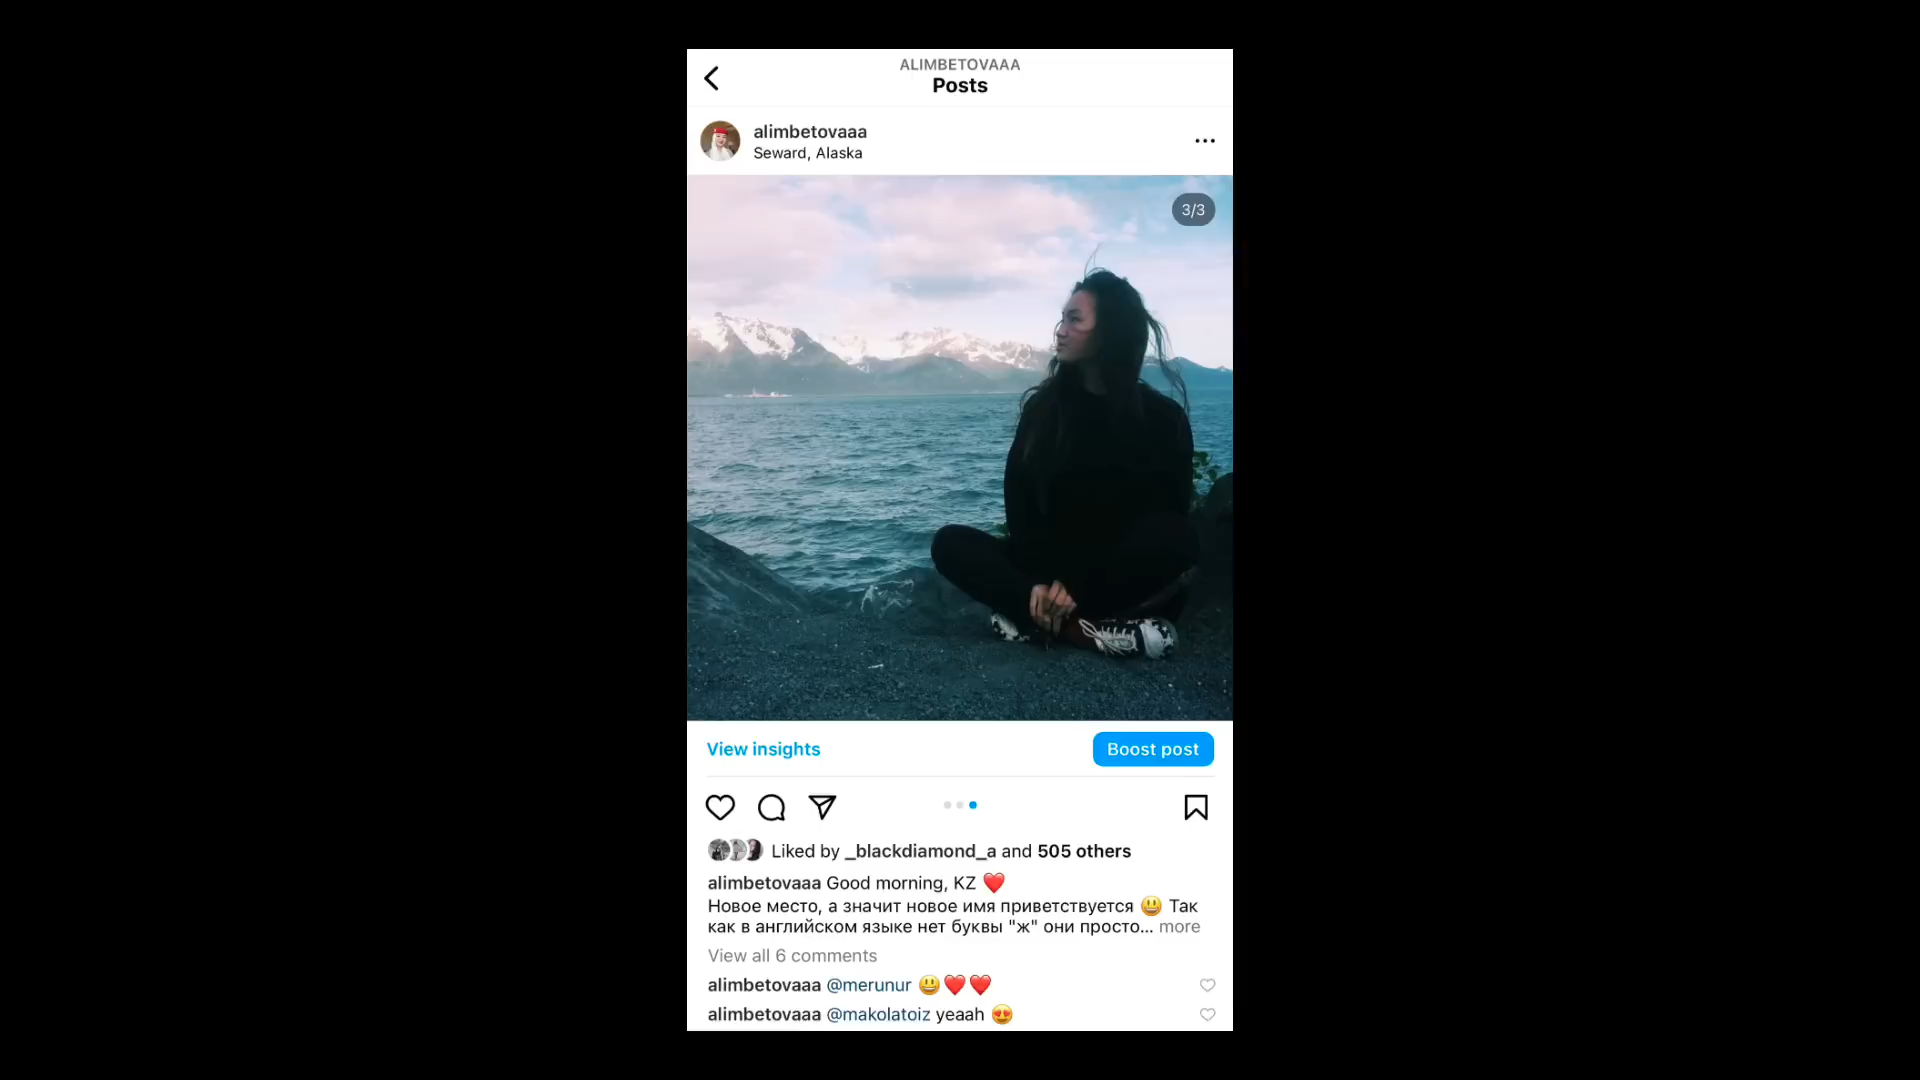 ALIMBETOVAAA
Posts
alimbetovaaa
Seward, Alaska
3/3
View insights
Boost post
Liked by _blackdiamond_a and 505 others
alimbetovaaa Good morning, KZ ❤️
Новое место, а значит новое имя приветствуется 😃 Так
как в английском языке нет буквы "ж" они просто... more
View all 6 comments
alimbetovaaa @merunur 😃❤️❤️
alimbetovaaa @makolatoiz yeaah 😍